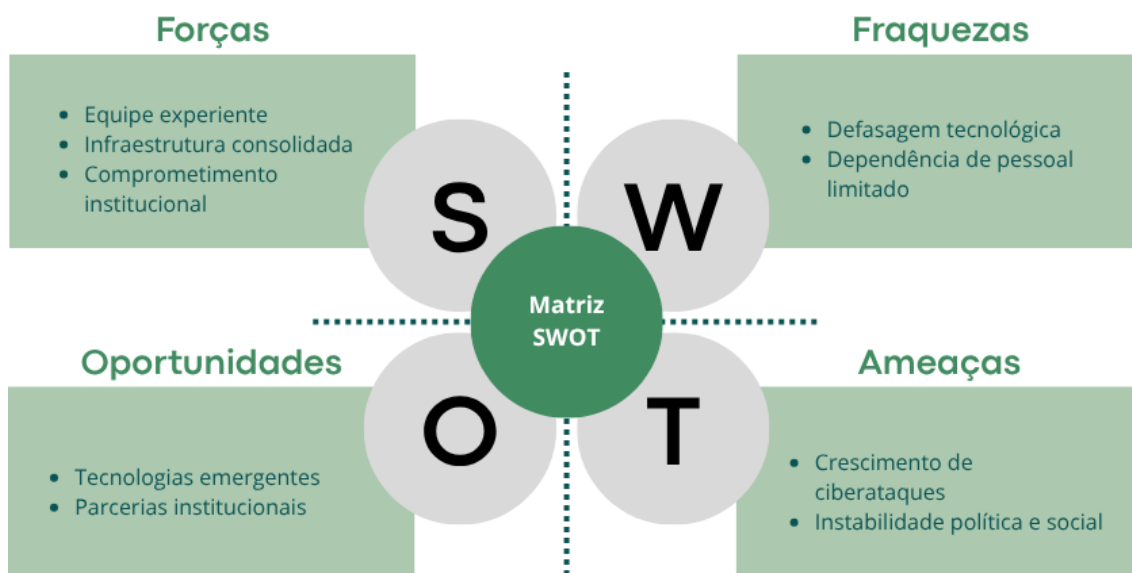 Forças
• Equipe experiente
• Infraestrutura consolidada
• Comprometimento
institucional
S
Fraquezas
• Defasagem tecnológica
• Dependência de pessoal
limitado
W
Matriz
SWOT
Oportunidades
• Tecnologias emergentes
• Parcerias institucionais
O
Ameaças
• Crescimento de
ciberataques
• Instabilidade política e social
T